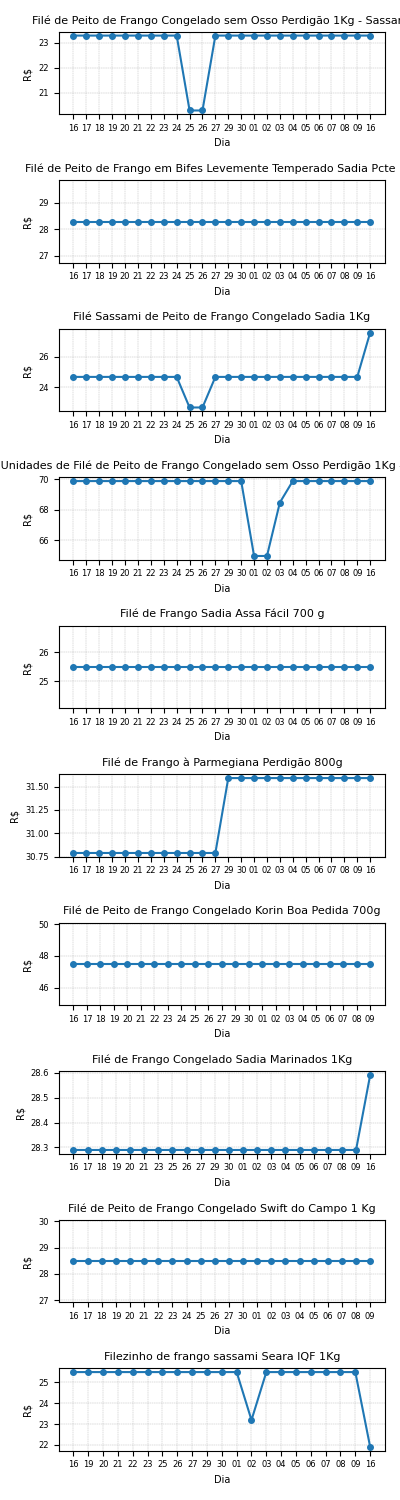 Filé de Peito de Frango Congelado sem Osso Perdigão 1Kg - Sassar
23
22
21
R$
16 17 18 19 20 21 22 23 24 25 26 27 29 30 01 02 03 04 05 06 07 08 09 16
Dia
Filé de Peito de Frango em Bifes Levemente Temperado Sadia Pcte
29
28
27
R$
16 17 18 19 20 21 22 23 24 25 26 27 29 30 01 02 03 04 05 06 07 08 09 16
Dia
Filé Sassami de Peito de Frango Congelado Sadia 1Kg
26
24
R$
16 17 18 19 20 21 22 23 24 25 26 27 29 30 01 02 03 04 05 06 07 08 09 16
Dia
Unidades de Filé de Peito de Frango Congelado sem Osso Perdigão 1Kg
70
68
66
R$
16 17 18 19 20 21 22 23 24 25 26 27 29 30 01 02 03 04 05 06 07 08 09 16
Dia
Filé de Frango Sadia Assa Fácil 700 g
26
25
R$
16 17 18 19 20 21 22 23 24 25 26 27 29 30 01 02 03 04 05 06 07 08 09 16
Dia
Filé de Frango à Parmegiana Perdigão 800g
31.50
31.25
31.00
30.75
R$
16 17 18 19 20 21 22 23 24 25 26 27 29 30 01 02 03 04 05 06 07 08 09 16
Dia
Filé de Peito de Frango Congelado Korin Boa Pedida 700g
50
48
46
R$
16 17 18 19 20 21 22 23 24 25 26 27 29 30 01 02 03 04 05 06 07 08 09
Dia
Filé de Frango Congelado Sadia Marinados 1Kg
28.6
28.5
28.4
28.3
R$
16 17 18 19 20 21 23 25 26 27 29 30 01 02 03 04 05 06 07 08 09 16
Dia
Filé de Peito de Frango Congelado Swift do Campo 1 Kg
30
29
28
27
R$
16 17 18 19 20 21 22 23 25 26 27 29 30 01 02 03 04 05 06 07 08 09
Dia
Filezinho de frango sassami Seara IQF 1Kg
25
24
23
22
R$
16 19 20 21 22 23 25 26 27 29 30 01 02 03 04 05 06 07 08 09 16
Dia